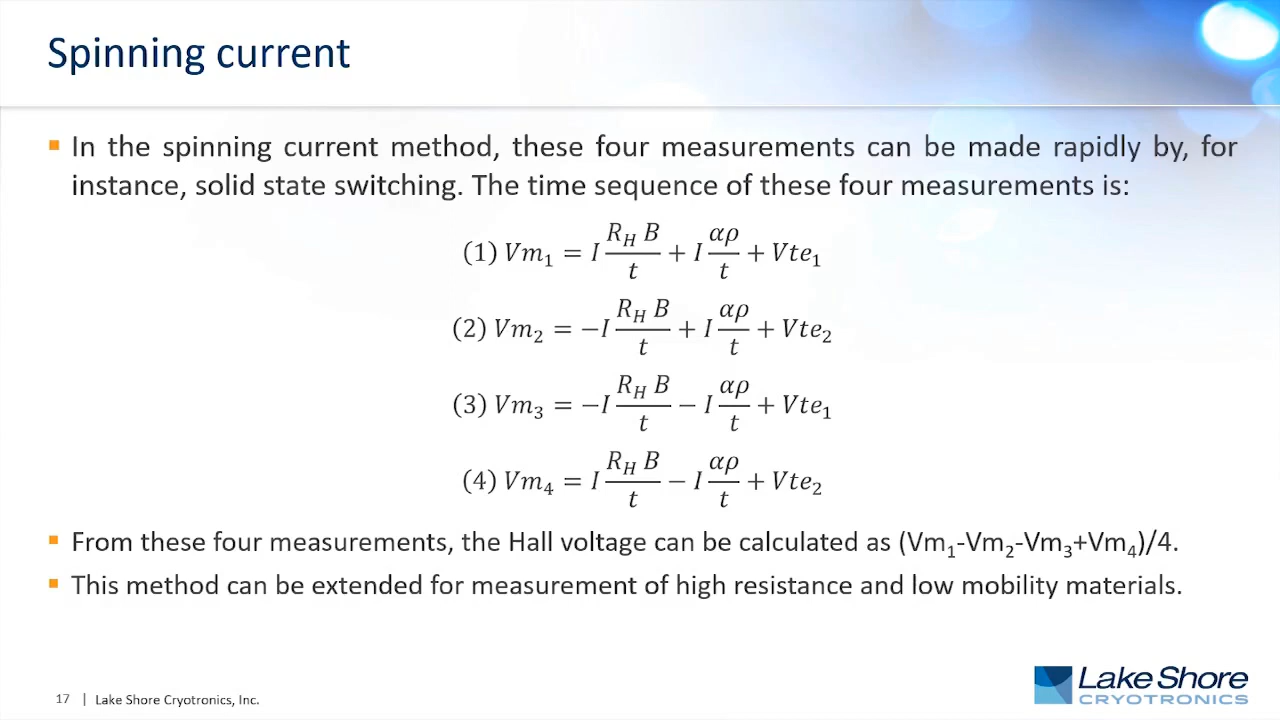 Spinning current
▪ In the spinning current method, these four measurements can be made rapidly by, for
instance, solid state switching. The time sequence of these four measurements is:
(1) Vm₁ = I R_H B / t + I αρ / t + Vte₁
(2) Vm₂ = −I R_H B / t + I αρ / t + Vte₂
(3) Vm₃ = −I R_H B / t − I αρ / t + Vte₁
(4) Vm₄ = I R_H B / t − I αρ / t + Vte₂
▪ From these four measurements, the Hall voltage can be calculated as (Vm₁-Vm₂-Vm₃+Vm₄)/4.
▪ This method can be extended for measurement of high resistance and low mobility materials.
17 | Lake Shore Cryotronics, Inc.
Lake Shore
CRYOTRONICS